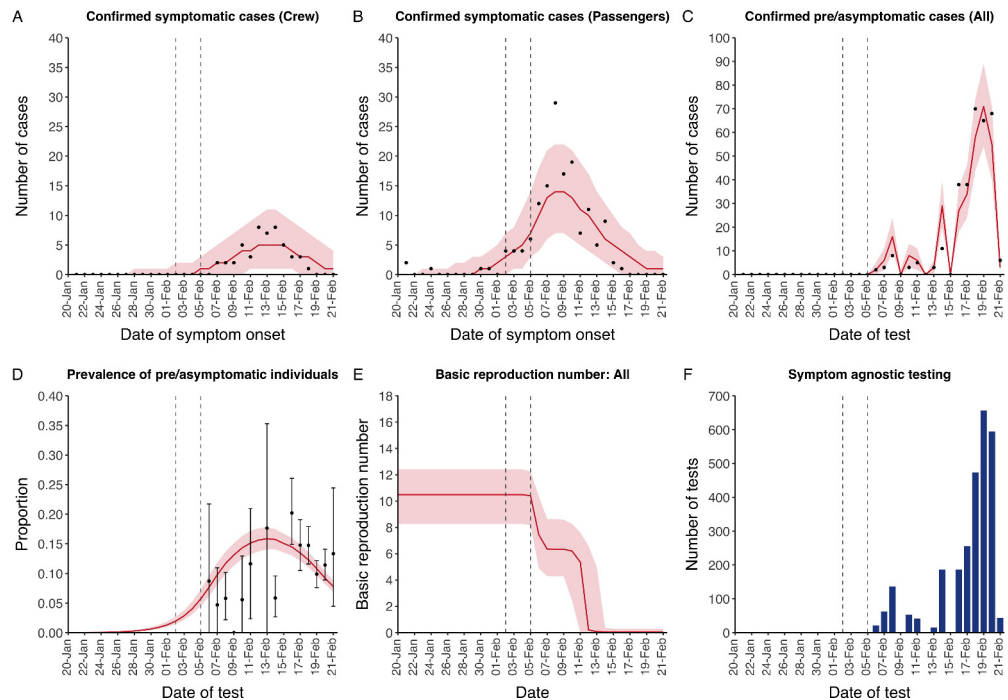 A Confirmed symptomatic cases (Crew)
Number of cases
40
35
30
25
20
15
10
5
0
20-Jan 22-Jan 24-Jan 26-Jan 28-Jan 30-Jan 01-Feb 03-Feb 05-Feb 07-Feb 09-Feb 11-Feb 13-Feb 15-Feb 17-Feb 19-Feb 21-Feb
Date of symptom onset
B Confirmed symptomatic cases (Passengers)
Number of cases
40
35
30
25
20
15
10
5
0
20-Jan 22-Jan 24-Jan 26-Jan 28-Jan 30-Jan 01-Feb 03-Feb 05-Feb 07-Feb 09-Feb 11-Feb 13-Feb 15-Feb 17-Feb 19-Feb 21-Feb
Date of symptom onset
C Confirmed pre/asymptomatic cases (All)
Number of cases
100
90
80
70
60
50
40
30
20
10
0
20-Jan 22-Jan 24-Jan 26-Jan 28-Jan 30-Jan 01-Feb 03-Feb 05-Feb 07-Feb 09-Feb 11-Feb 13-Feb 15-Feb 17-Feb 19-Feb 21-Feb
Date of test
D Prevalence of pre/asymptomatic individuals
Proportion
0.40
0.35
0.30
0.25
0.20
0.15
0.10
0.05
0.00
20-Jan 22-Jan 24-Jan 26-Jan 28-Jan 30-Jan 01-Feb 03-Feb 05-Feb 07-Feb 09-Feb 11-Feb 13-Feb 15-Feb 17-Feb 19-Feb 21-Feb
Date of test
E Basic reproduction number: All
Basic reproduction number
18
16
14
12
10
8
6
4
2
0
20-Jan 22-Jan 24-Jan 26-Jan 28-Jan 30-Jan 01-Feb 03-Feb 05-Feb 07-Feb 09-Feb 11-Feb 13-Feb 15-Feb 17-Feb 19-Feb 21-Feb
Date
F Symptom agnostic testing
Number of tests
700
600
500
400
300
200
100
0
20-Jan 22-Jan 24-Jan 26-Jan 28-Jan 30-Jan 01-Feb 03-Feb 05-Feb 07-Feb 09-Feb 11-Feb 13-Feb 15-Feb 17-Feb 19-Feb 21-Feb
Date of test